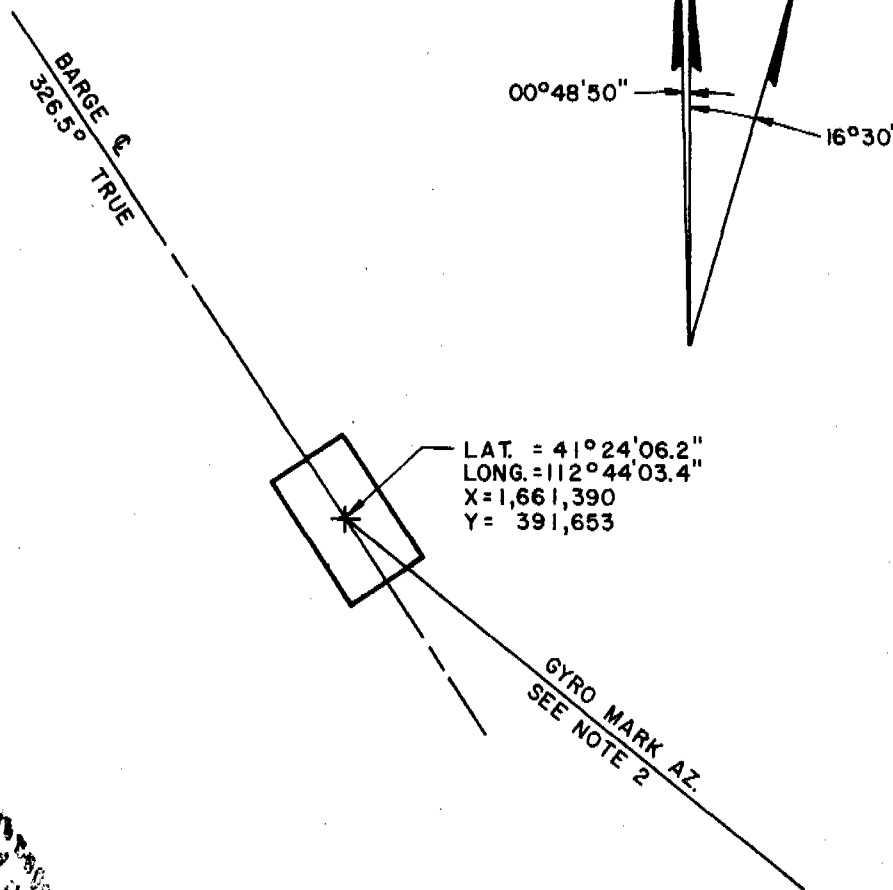 BARGE ℄
326.5° TRUE
00°48'50"
16°30'
LAT. = 41°24'06.2"
LONG.=112°44'03.4"
X=1,661,390
Y= 391,653
GYRO MARK AZ.
SEE NOTE 2